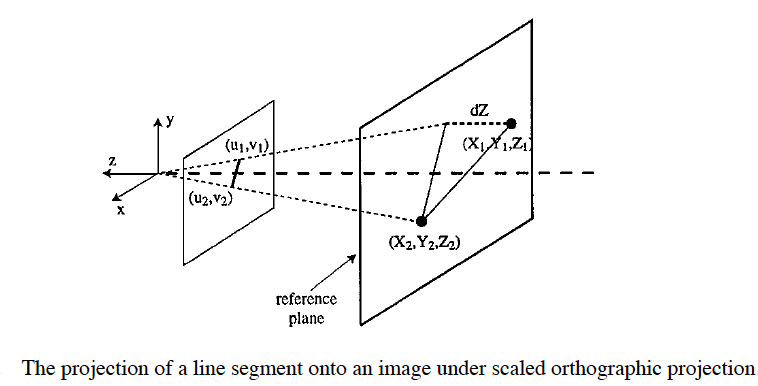 y
dZ
(u1,v1)
(X1,Y1,Z1)
z
x
(u2,v2)
(X2,Y2,Z2)
reference
plane
The projection of a line segment onto an image under scaled orthographic projection